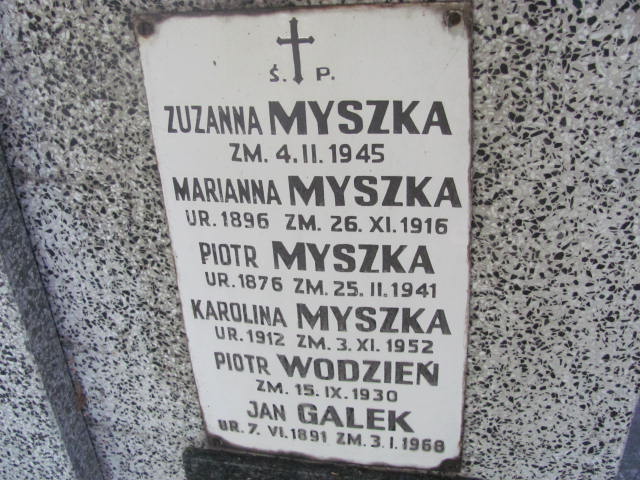 Ś. P.
ZUZANNA MYSZKA
ZM. 4. II. 1945
MARIANNA MYSZKA
UR. 1896 ZM. 26. XI. 1916
PIOTR MYSZKA
UR. 1876 ZM. 25. II. 1941
KAROLINA MYSZKA
UR. 1912 ZM. 3. XI. 1952
PIOTR WODZIEŃ
ZM. 15. IX. 1930
JAN GALEK
UR. 7. VI. 1891 ZM. 3. I. 1968